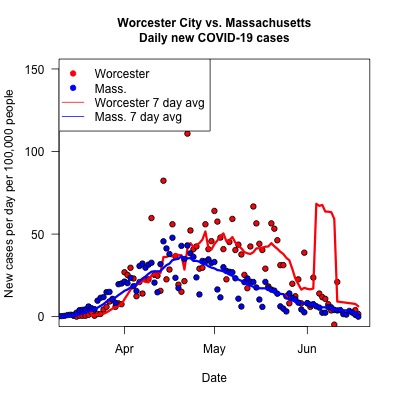 Worcester City vs. Massachusetts
Daily new COVID-19 cases
New cases per day per 100,000 people
150
100
50
0
Worcester
Mass.
Worcester 7 day avg
Mass. 7 day avg
Apr May Jun
Date